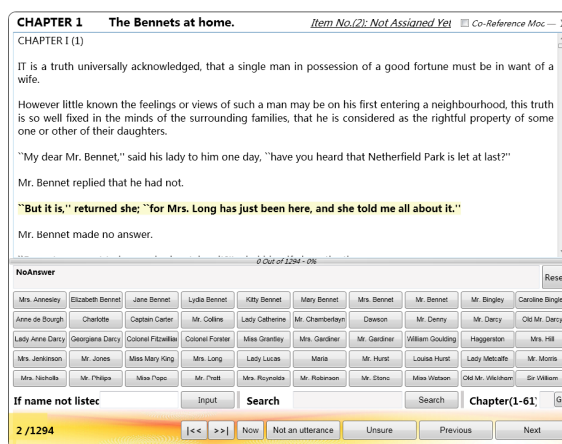 CHAPTER 1 The Bennets at home. Item No.(2): Not Assigned Yet Co-Reference Moc
CHAPTER I (1)
IT is a truth universally acknowledged, that a single man in possession of a good fortune must be in want of a
wife.
However little known the feelings or views of such a man may be on his first entering a neighbourhood, this truth
is so well fixed in the minds of the surrounding families, that he is considered as the rightful property of some
one or other of their daughters.
``My dear Mr. Bennet,'' said his lady to him one day, ``have you heard that Netherfield Park is let at last?''
Mr. Bennet replied that he had not.
``But it is,'' returned she; ``for Mrs. Long has just been here, and she told me all about it.''
Mr. Bennet made no answer.
0 Out of 1294 - 0%
NoAnswer Rese
Mrs. Annesley Elizabeth Bennet Jane Bennet Lydia Bennet Kitty Bennet Mary Bennet Mrs. Bennet Mr. Bennet Mr. Bingley Caroline Bingle
Anne de Bourgh Charlotte Captain Carter Mr. Collins Lady Catherine Mr. Chamberlayn Dawson Mr. Denny Mr. Darcy Old Mr. Darcy
Lady Anne Darcy Georgiana Darcy Colonel Fitzwilliar Colonel Forster Miss Grantley Mrs. Gardiner Mr. Gardiner William Goulding Haggerston Mrs. Hill
Mrs. Jenkinson Mr. Jones Miss Mary King Mrs. Long Lady Lucas Maria Mr. Hurst Louisa Hurst Lady Metcalfe Mr. Morris
Mrs. Nicholls Mr. Philips Miss Pope Mr. Pratt Mrs. Reynolds Mr. Robinson Mr. Stone Miss Watson Old Mr. Wickham Sir William
If name not listec Input Search Search Chapter(1-61) G
2 /1294 |<< >>| Now Not an utterance Unsure Previous Next